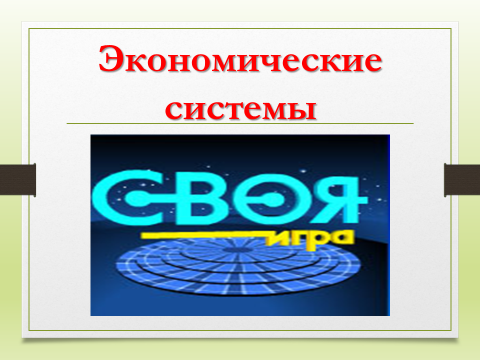 Экономические
системы
СВОЯ
игра